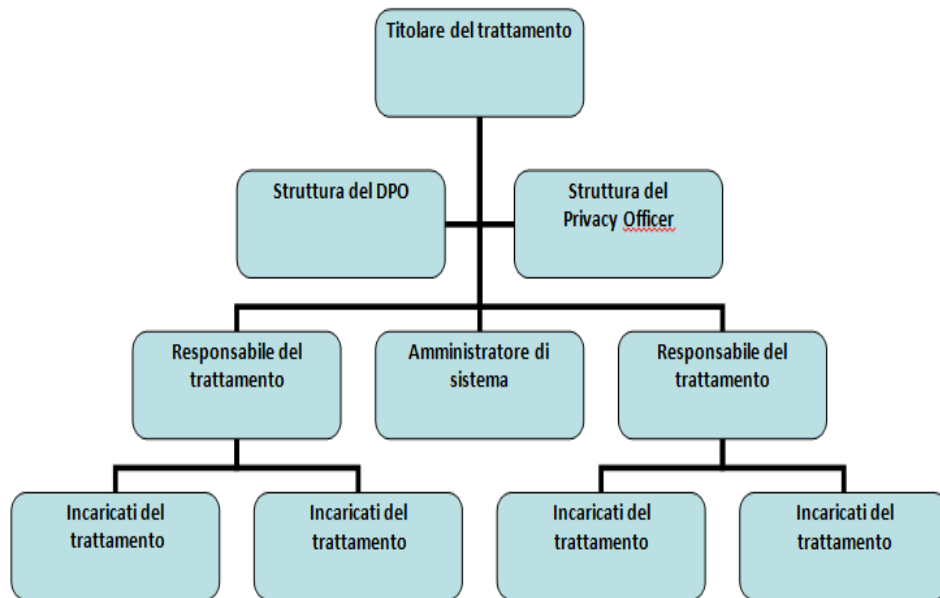 Titolare del trattamento
Struttura del DPO
Struttura del
Privacy Officer
Responsabile del
trattamento
Amministratore di
sistema
Responsabile del
trattamento
Incaricati del
trattamento
Incaricati del
trattamento
Incaricati del
trattamento
Incaricati del
trattamento